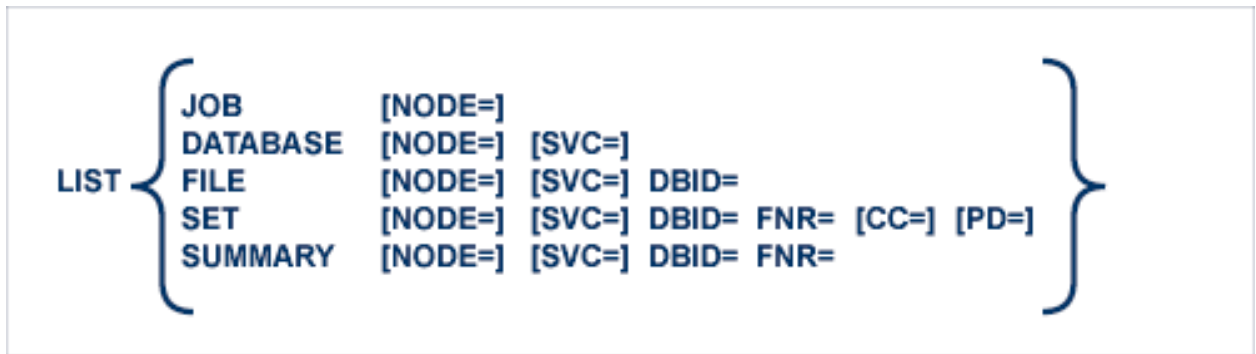 JOB [NODE=]
DATABASE [NODE=] [SVC=]
LIST FILE [NODE=] [SVC=] DBID=
SET [NODE=] [SVC=] DBID= FNR= [CC=] [PD=]
SUMMARY [NODE=] [SVC=] DBID= FNR=